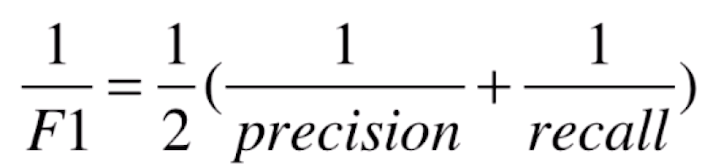 1/F1 = 1/2(1/precision + 1/recall)